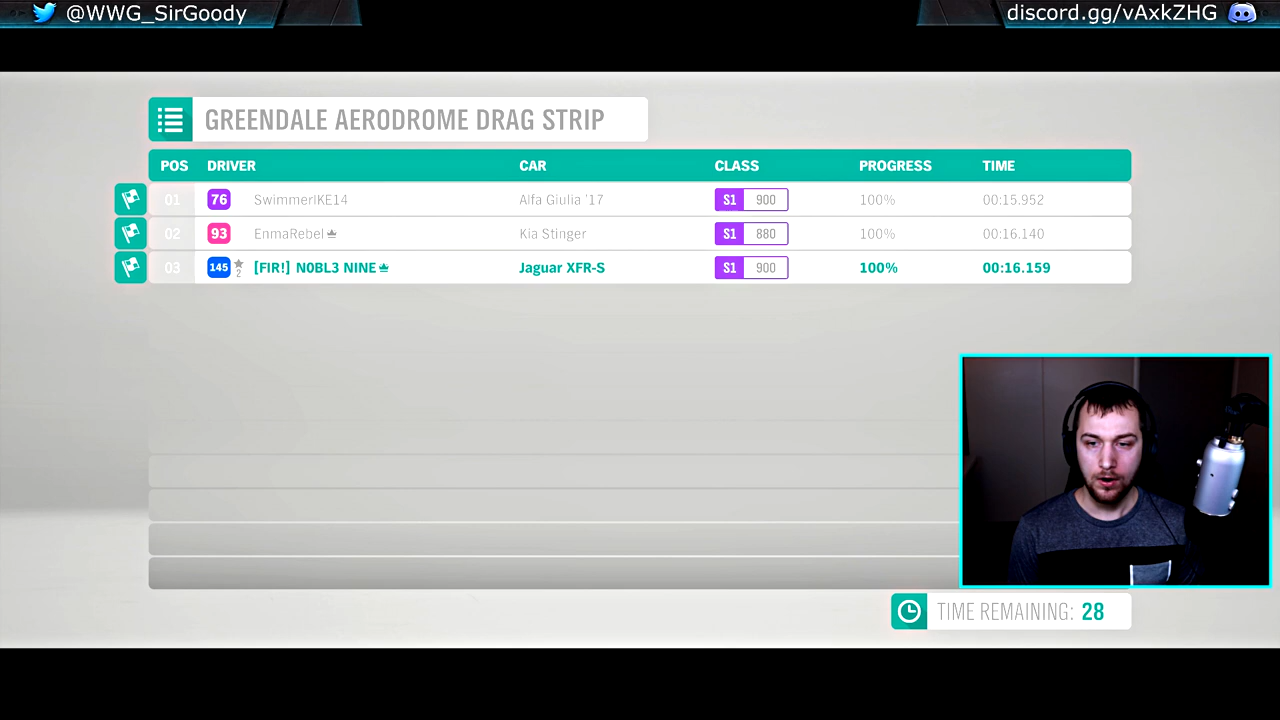 @WWG_SirGoody
discord.gg/vAxkZHG
GREENDALE AERODROME DRAG STRIP
POS DRIVER CAR CLASS PROGRESS TIME
01 76 SwimmerIKE14 Alfa Giulia '17 S1 900 100% 00:15.952
02 93 EnmaRebel Kia Stinger S1 880 100% 00:16.140
03 145 2 [FIR!] N0BL3 NINE Jaguar XFR-S S1 900 100% 00:16.159
TIME REMAINING: 28